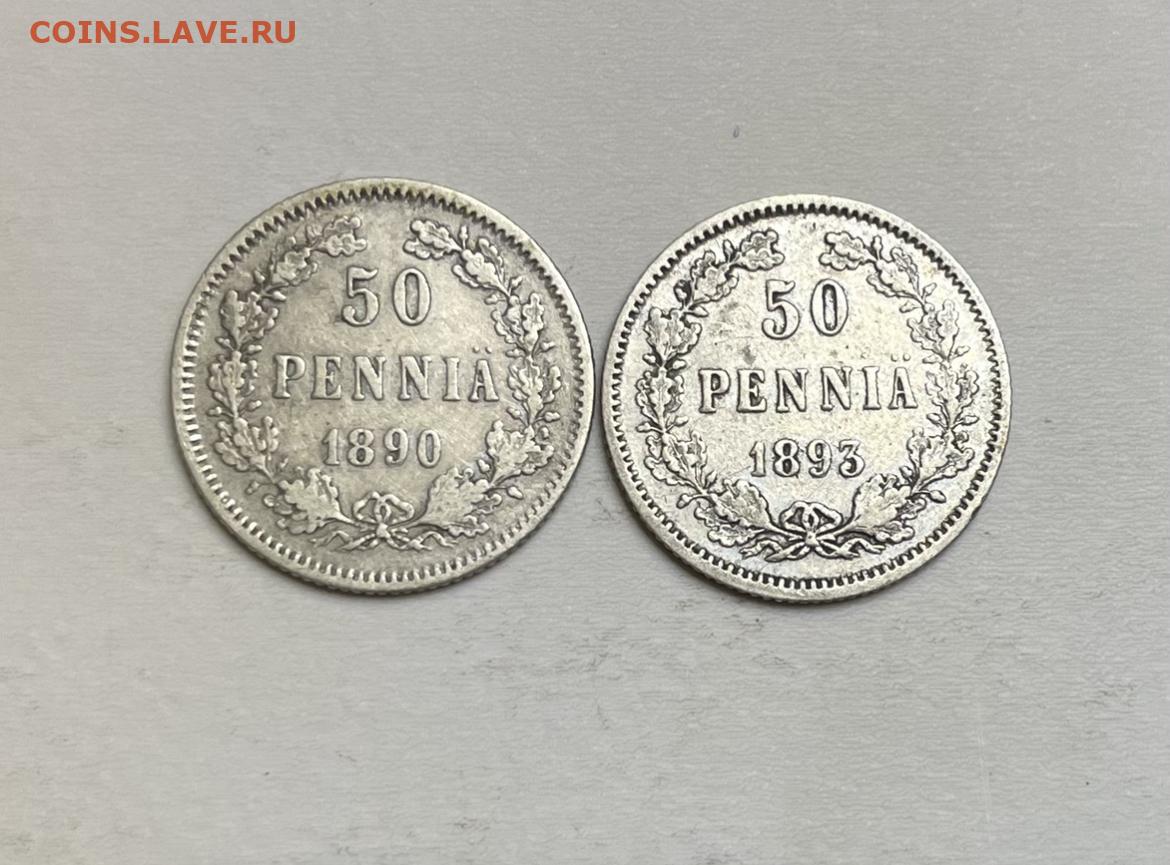 COINS.LAVE.RU
50
PENNIÄ
1890
50
PENNIÄ
1893